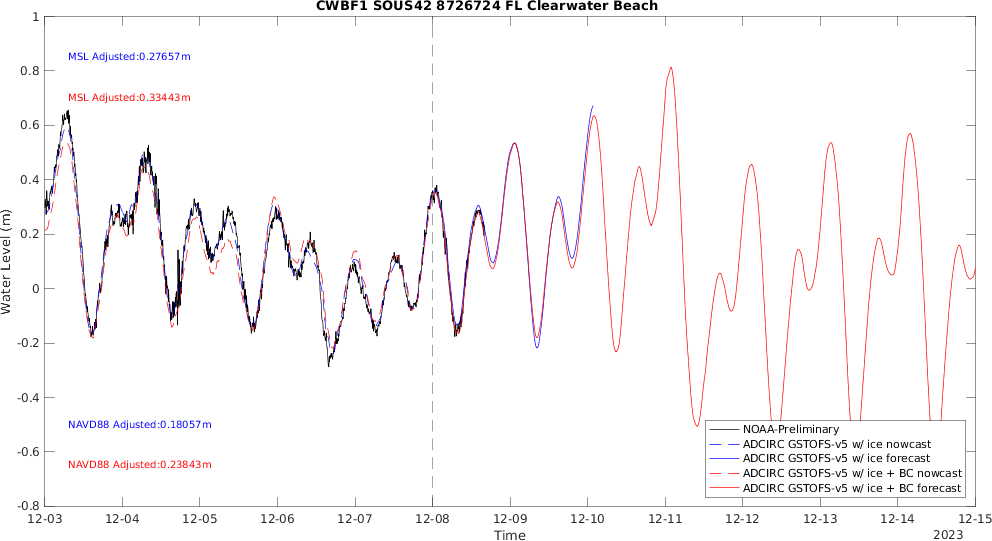 CWBF1 SOUS42 8726724 FL Clearwater Beach
1
0.8
0.6
0.4
0.2
0
-0.2
-0.4
-0.6
-0.8
Water Level (m)
MSL Adjusted:0.27657m
MSL Adjusted:0.33443m
NAVD88 Adjusted:0.18057m
NAVD88 Adjusted:0.23843m
NOAA-Preliminary
ADCIRC GSTOFS-v5 w/ ice nowcast
ADCIRC GSTOFS-v5 w/ ice forecast
ADCIRC GSTOFS-v5 w/ ice + BC nowcast
ADCIRC GSTOFS-v5 w/ ice + BC forecast
12-03 12-04 12-05 12-06 12-07 12-08 12-09 12-10 12-11 12-12 12-13 12-14 12-15
Time
2023